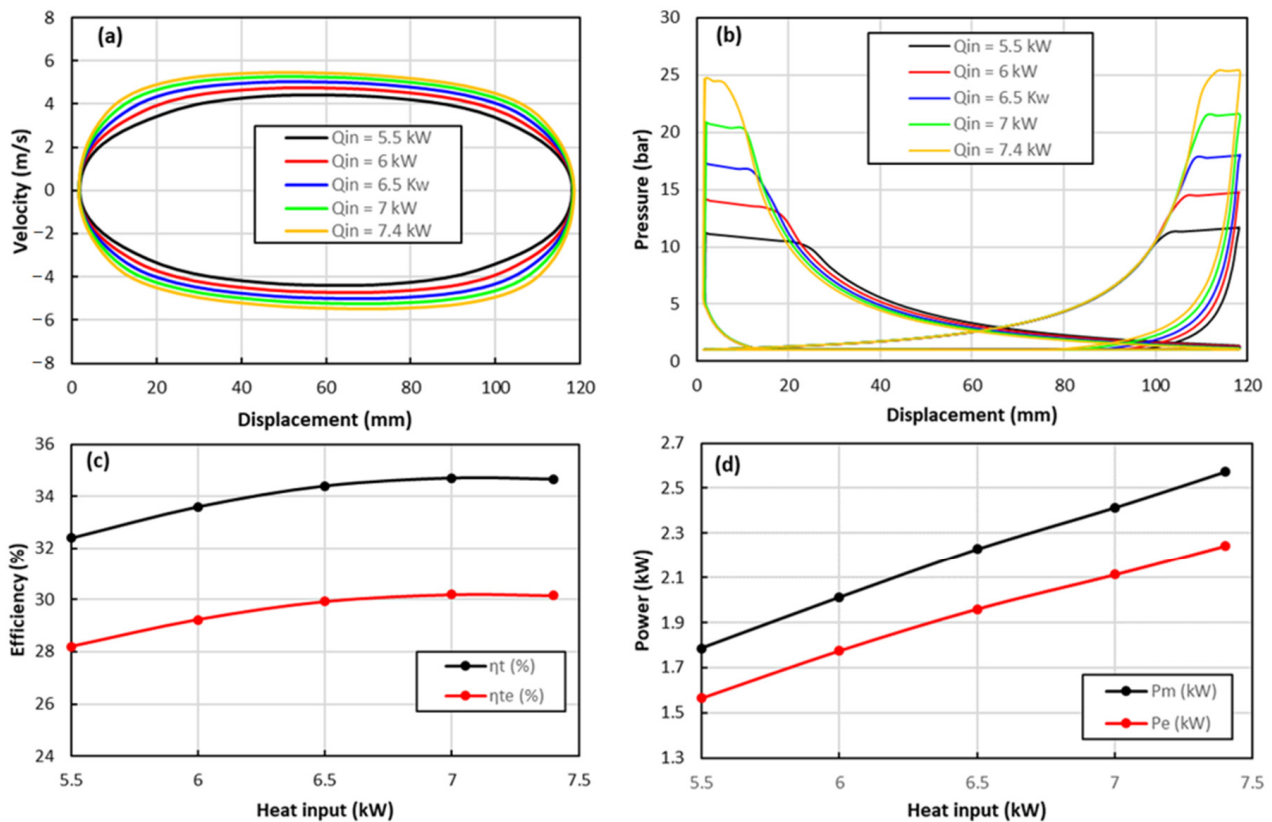 (a)
8
6
4
2
0
−2
−4
−6
−8
Velocity (m/s)
Qin = 5.5 kW
Qin = 6 kW
Qin = 6.5 Kw
Qin = 7 kW
Qin = 7.4 kW
0 20 40 60 80 100 120
Displacement (mm)
(b)
30
25
20
15
10
5
0
Pressure (bar)
Qin = 5.5 kW
Qin = 6 kW
Qin = 6.5 Kw
Qin = 7 kW
Qin = 7.4 kW
0 20 40 60 80 100 120
Displacement (mm)
(c)
36
34
32
30
28
26
24
Efficiency (%)
ηt (%)
ηte (%)
5.5 6 6.5 7 7.5
Heat input (kW)
(d)
2.7
2.5
2.3
2.1
1.9
1.7
1.5
1.3
Power (kW)
Pm (kW)
Pe (kW)
5.5 6 6.5 7 7.5
Heat input (kW)